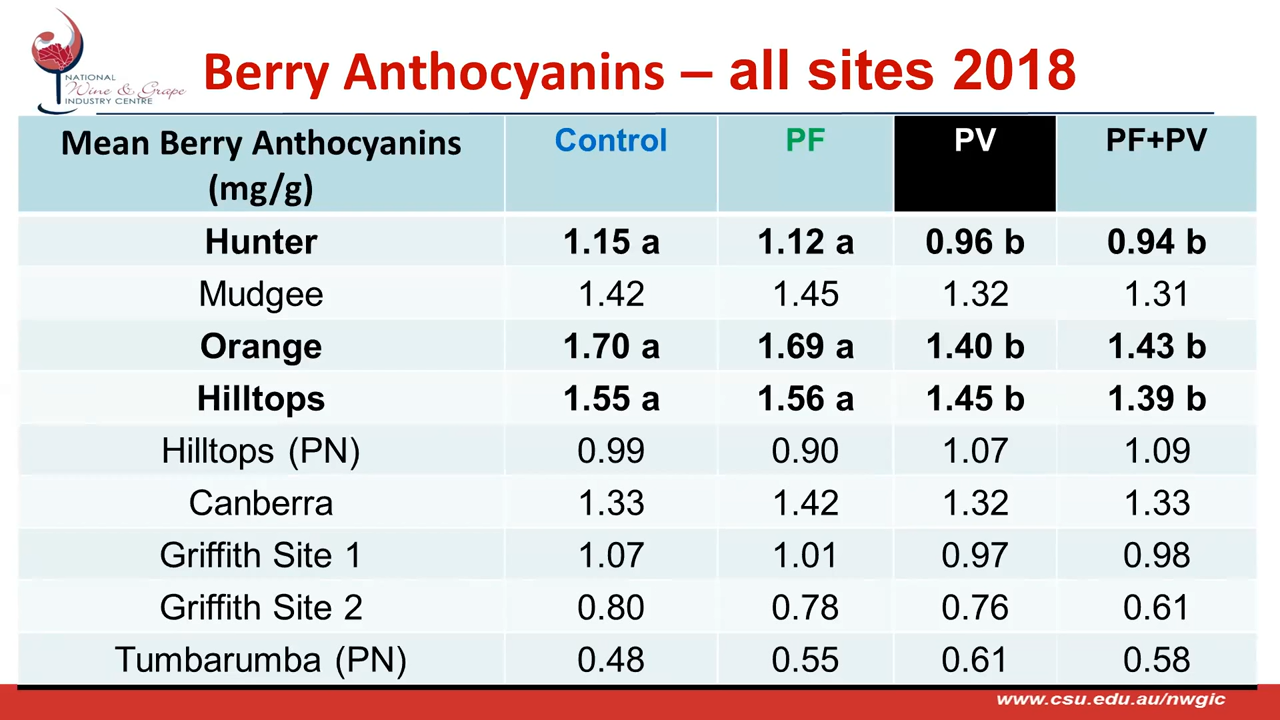 NATIONAL
Wine & Grape
INDUSTRY CENTRE
Berry Anthocyanins – all sites 2018
Mean Berry Anthocyanins (mg/g) Control PF PV PF+PV
Hunter 1.15 a 1.12 a 0.96 b 0.94 b
Mudgee 1.42 1.45 1.32 1.31
Orange 1.70 a 1.69 a 1.40 b 1.43 b
Hilltops 1.55 a 1.56 a 1.45 b 1.39 b
Hilltops (PN) 0.99 0.90 1.07 1.09
Canberra 1.33 1.42 1.32 1.33
Griffith Site 1 1.07 1.01 0.97 0.98
Griffith Site 2 0.80 0.78 0.76 0.61
Tumbarumba (PN) 0.48 0.55 0.61 0.58
www.csu.edu.au/nwgic